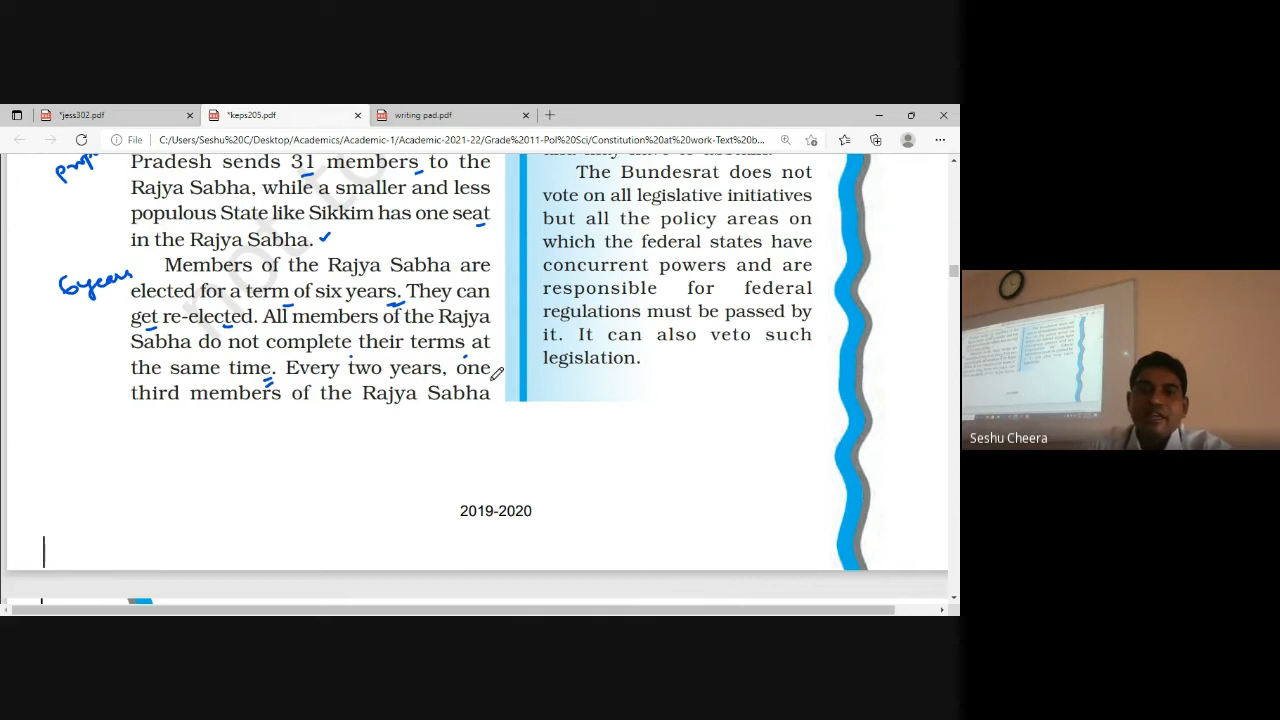 *jess302.pdf
*keps205.pdf
writing pad.pdf
File
C:/Users/Seshu%20C/Desktop/Academics/Academic-1/Academic-2021-22/Grade%2011-Pol%20Sci/Constitution%20at%20work-Text%20b...
Pradesh sends 31 members to the
Rajya Sabha, while a smaller and less
populous State like Sikkim has one seat
in the Rajya Sabha.
6 years
Members of the Rajya Sabha are
elected for a term of six years. They can
get re-elected. All members of the Rajya
Sabha do not complete their terms at
the same time. Every two years, one
third members of the Rajya Sabha
The Bundesrat does not
vote on all legislative initiatives
but all the policy areas on
which the federal states have
concurrent powers and are
responsible for federal
regulations must be passed by
it. It can also veto such
legislation.
2019-2020
not to
Seshu Cheera